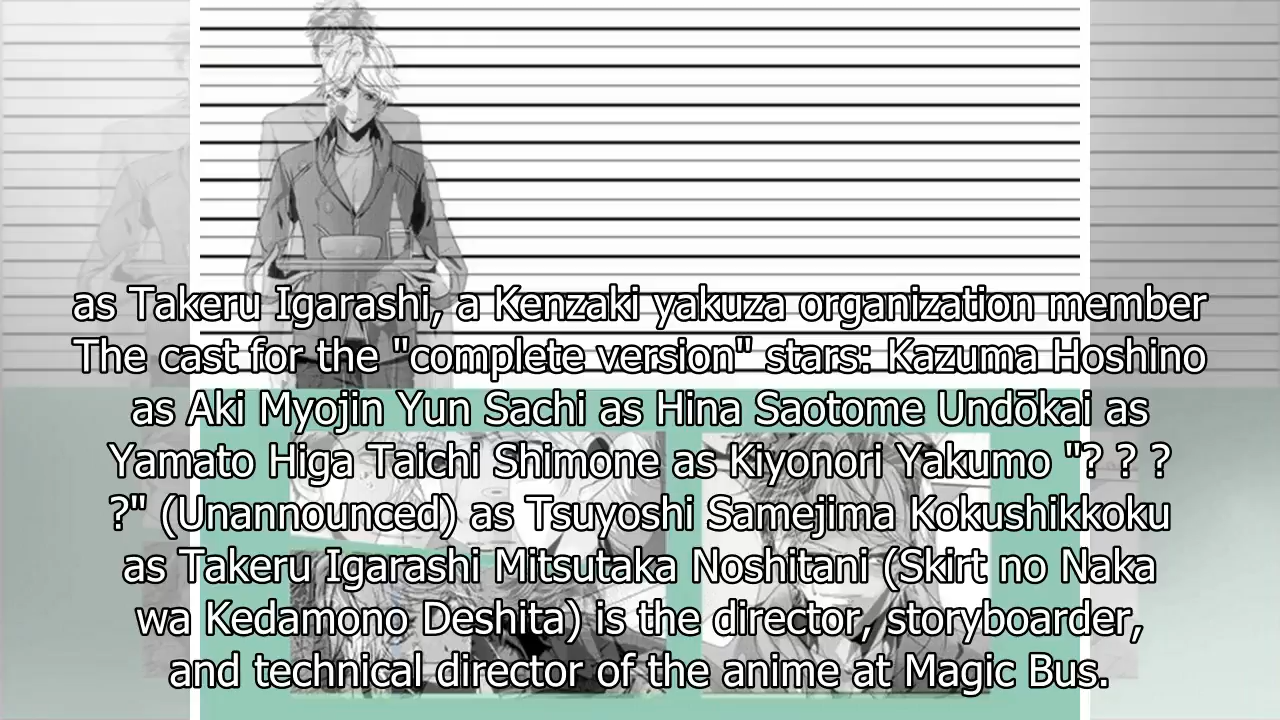 as Takeru Igarashi, a Kenzaki yakuza organization member
The cast for the "complete version" stars: Kazuma Hoshino
as Aki Myojin Yun Sachi as Hina Saotome Undōkai as
Yamato Higa Taichi Shimone as Kiyonori Yakumo "? ? ?
?" (Unannounced) as Tsuyoshi Samejima Kokushikkoku
as Takeru Igarashi Mitsutaka Noshitani (Skirt no Naka
wa Kedamono Deshita) is the director, storyboarder,
and technical director of the anime at Magic Bus.